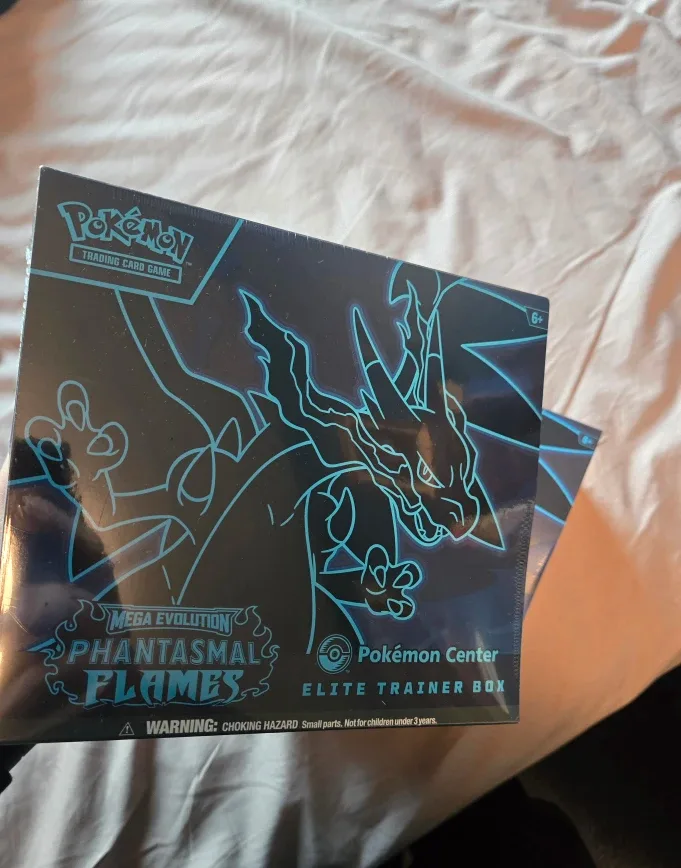 POKéMON
TRADING CARD GAME
6+
MEGA EVOLUTION
PHANTASMAL
FLAMES
Pokémon Center
ELITE TRAINER BOX
WARNING: CHOKING HAZARD Small parts. Not for children under 3 years.